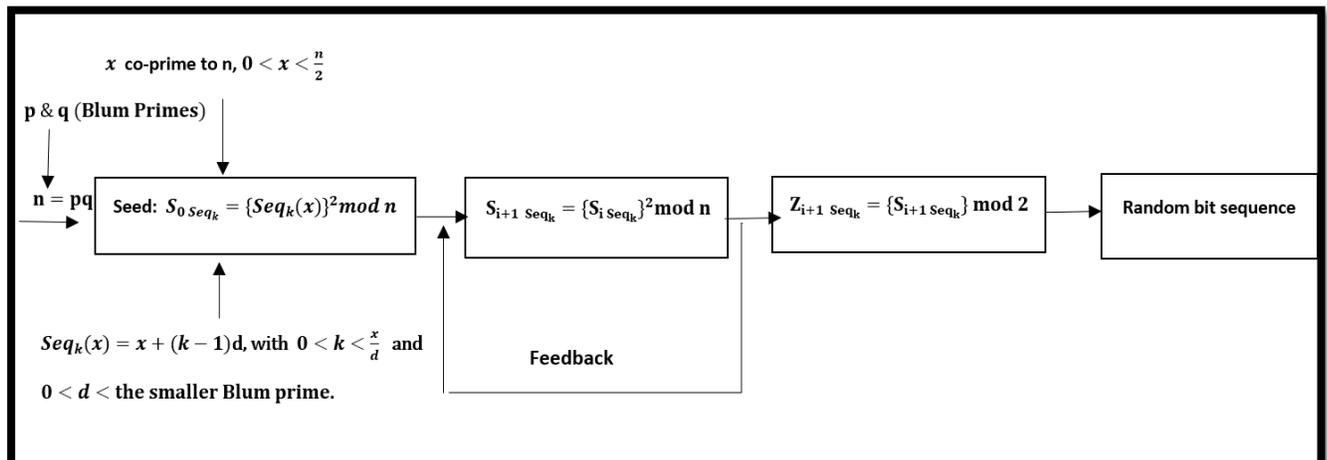 x co-prime to n, 0 < x < n/2
p & q (Blum Primes)
n = pq
Seed: S₀ Seqₖ = {Seqₖ(x)}² mod n
Sᵢ₊₁ Seqₖ = {Sᵢ Seqₖ}² mod n
Zᵢ₊₁ Seqₖ = {Sᵢ₊₁ Seqₖ} mod 2
Random bit sequence
Seqₖ(x) = x + (k − 1)d, with 0 < k < x/d and
0 < d < the smaller Blum prime.
Feedback